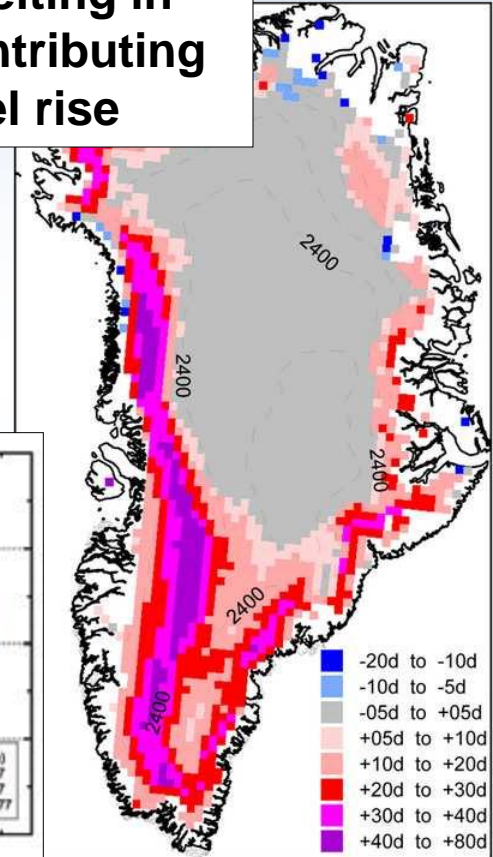 in
ntributing
el rise
2400
2400
2400
2400
2400
-20d to -10d
-10d to -5d
-05d to +05d
+05d to +10d
+10d to +20d
+20d to +30d
+30d to +40d
+40d to +80d